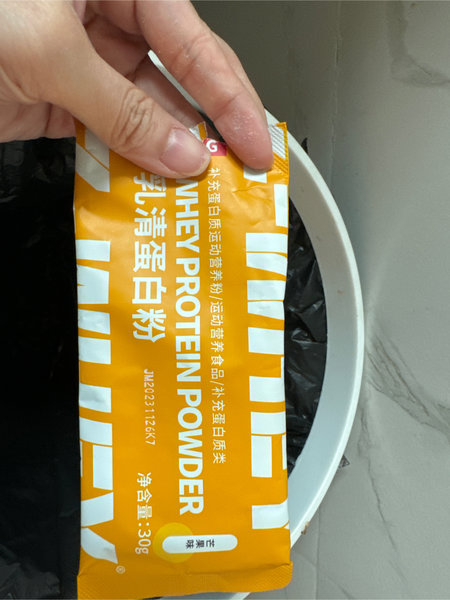 补充蛋白质运动营养粉/运动营养食品/补充蛋白质类
WHEY PROTEIN POWDER
乳清蛋白粉
JM20231126K7
净含量:30g
芒果味
®